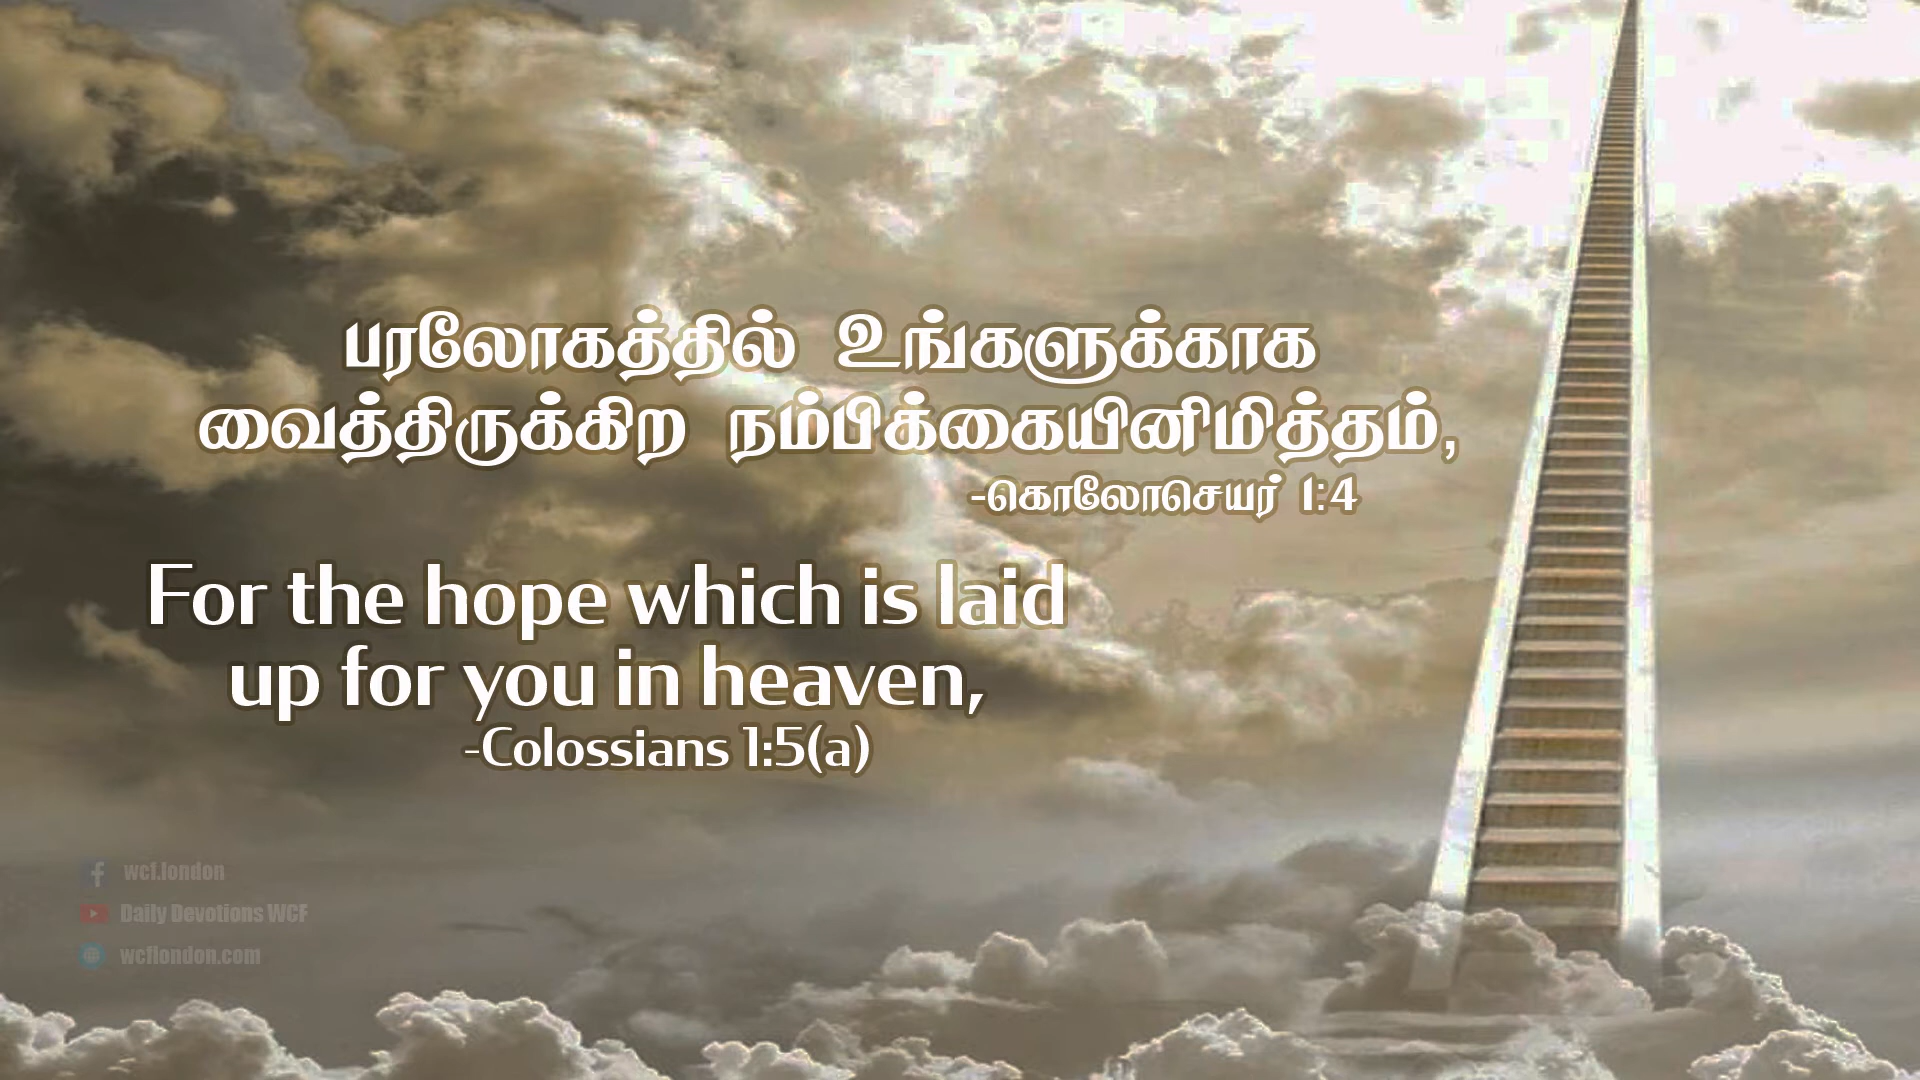 பரலோகத்தில் உங்களுக்காக
வைத்திருக்கிற நம்பிக்கையினிமித்தம்,
-கொலோசெயர் 1:4
For the hope which is laid
up for you in heaven,
-Colossians 1:5(a)
wcf.london
Daily Devotions WCF
wcflondon.com